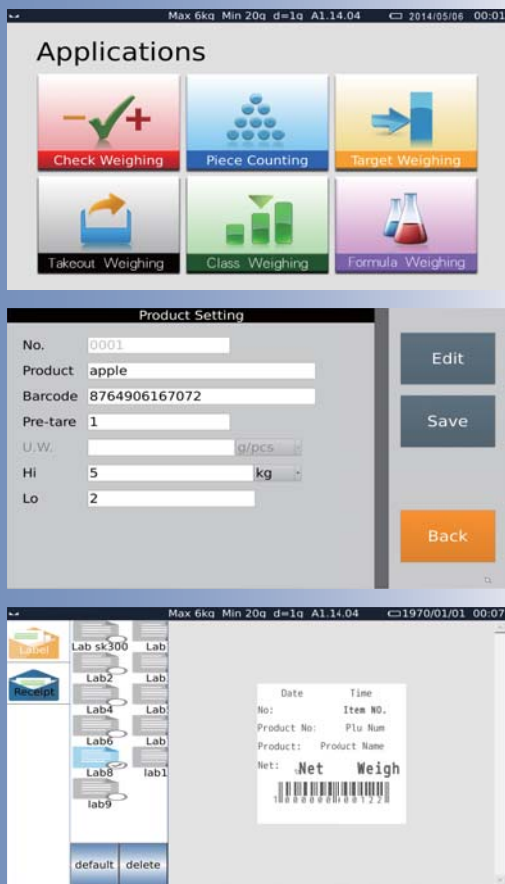 Max 6kg Min 20g d=1g A1.14.04 2014/05/06 00:01
Applications
Check Weighing Piece Counting Target Weighing
Takeout Weighing Class Weighing Formula Weighing
Product Setting
No. 0001
Edit
Product apple
Barcode 8764906167072
Pre-tare 1
Save
U.W. g/pcs
Hi 5 kg
Lo 2
Back
Max 6kg Min 20g d=1g A1.14.04 1970/01/01 00:07
Label
Receipt
Lab sk300 Lab
Lab2 Lab
Lab4 Lab
Lab6 Lab
Lab8 lab1
lab9
default delete
Date Time
No: Item NO.
Product No: Plu Num
Product: Product Name
Net: Net Weigh
1000000000122